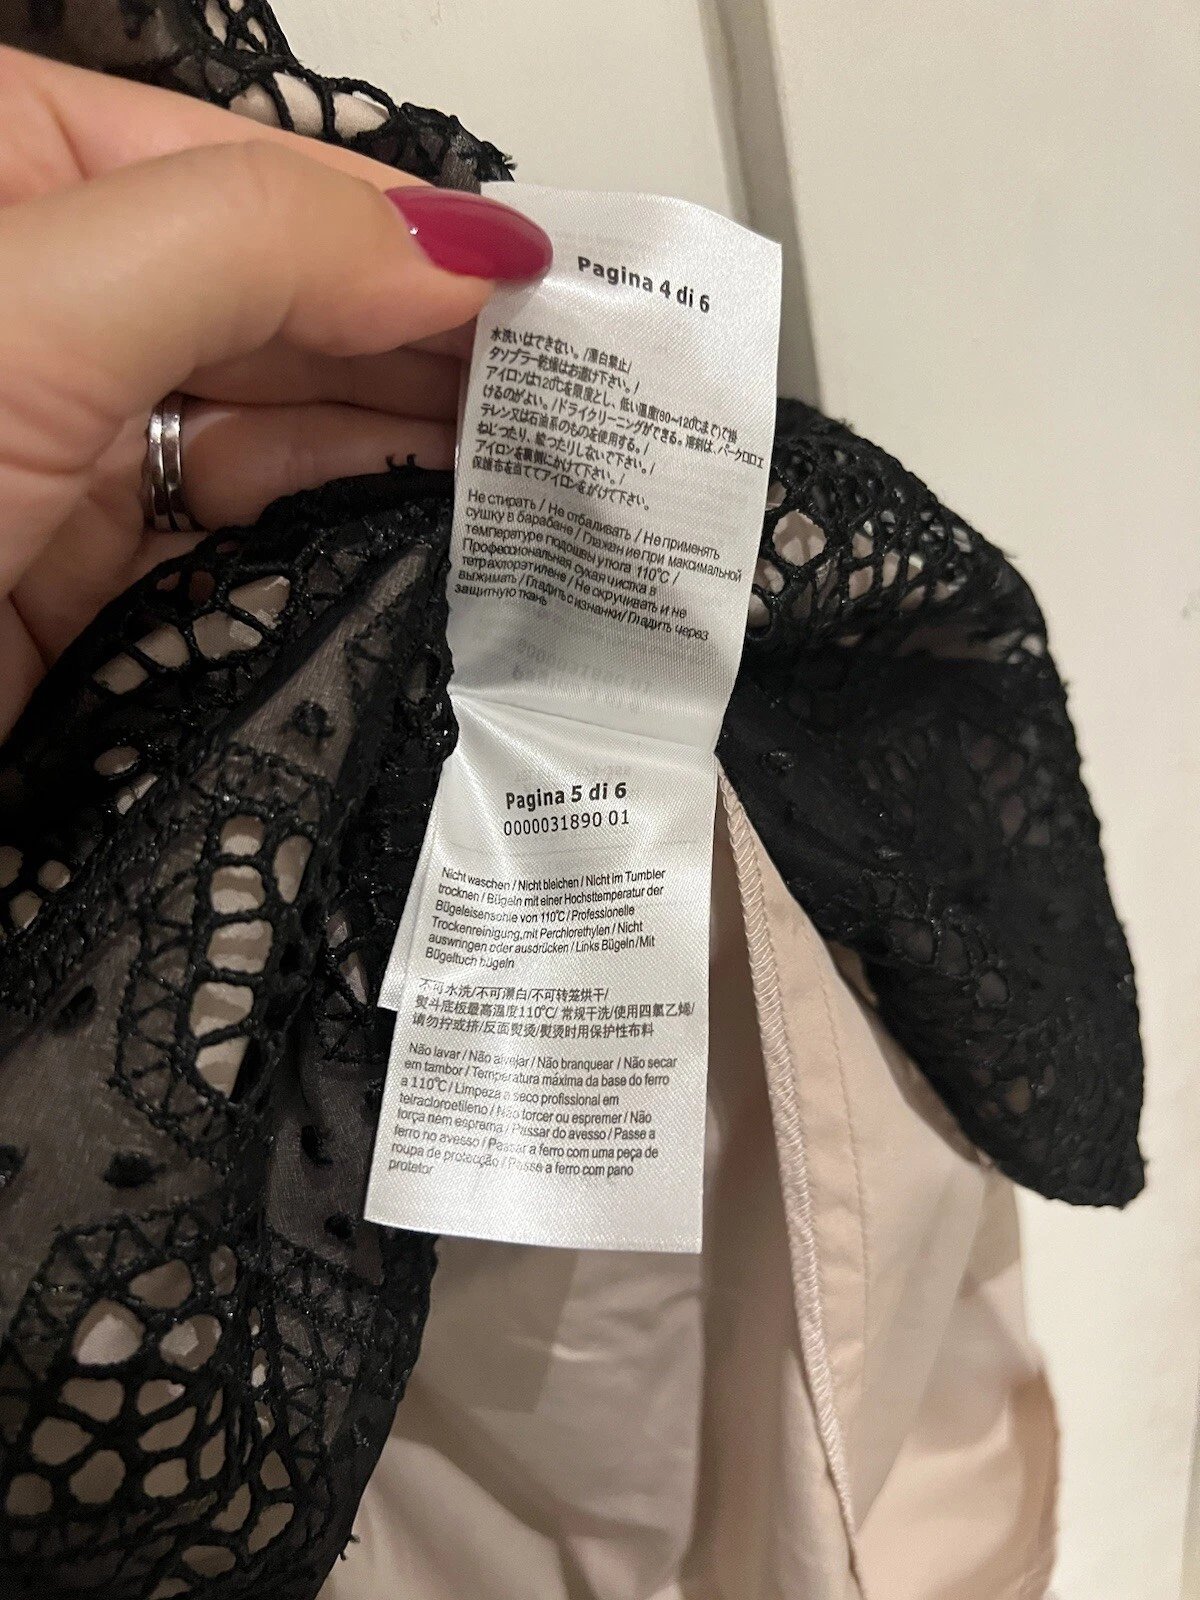 Pagina 4 di 6
水洗いはできない。/漂白禁止/
タンブラー乾燥はお避け下さい。/
アイロンは120℃を限度とし、低い温度(80~120℃まで)で掛
けるのがよい。/ドライクリーニングができる。溶剤は、パークロロエ
テレン又は石油系のものを使用する。/
ねじったり、絞ったりしないで下さい。/
アイロンを裏側にかけて下さい。/
保護布を当ててアイロンをがけて下さい。
Не стирать / Не отбаливать / Не применять
сушку в барабане / Глажен ие при максимальной
температуре подошвы утюга 110°C /
Профессиональная сухая чистка в
тетрахлорэтилене / Не скручивать и не
выжимать / Гладить с изнанки/ Гладить через
защитную ткань
Pagina 5 di 6
0000031890 01
Nicht waschen / Nicht bleichen / Nicht im Tumbler
trocknen / Bügeln mit einer Hochsttemperatur der
Bügeleisensohle von 110°C / Professionelle
Trockenreinigung,mit Perchlorethylen / Nicht
auswringen oder ausdrücken / Links Bügeln/Mit
Bügeltuch bügeln
不可水洗/不可漂白/不可转笼烘干/
熨斗底板最高温度110°C/ 常规干洗/使用四氯乙烯/
请勿拧或挤/反面熨烫/熨烫时用保护性布料
Não lavar / Não alvejar / Não branquear / Não secar
em tambor / Temperatura máxima da base do ferro
a 110°C / Limpeza a seco profissional em
telracloroetileno / Não torcer ou espremer / Não
torça nem esprema / Passar do avesso / Passe a
ferro no avesso / Passar a ferro com uma peça de
roupa de protecção / Passe a ferro com pano
protetor